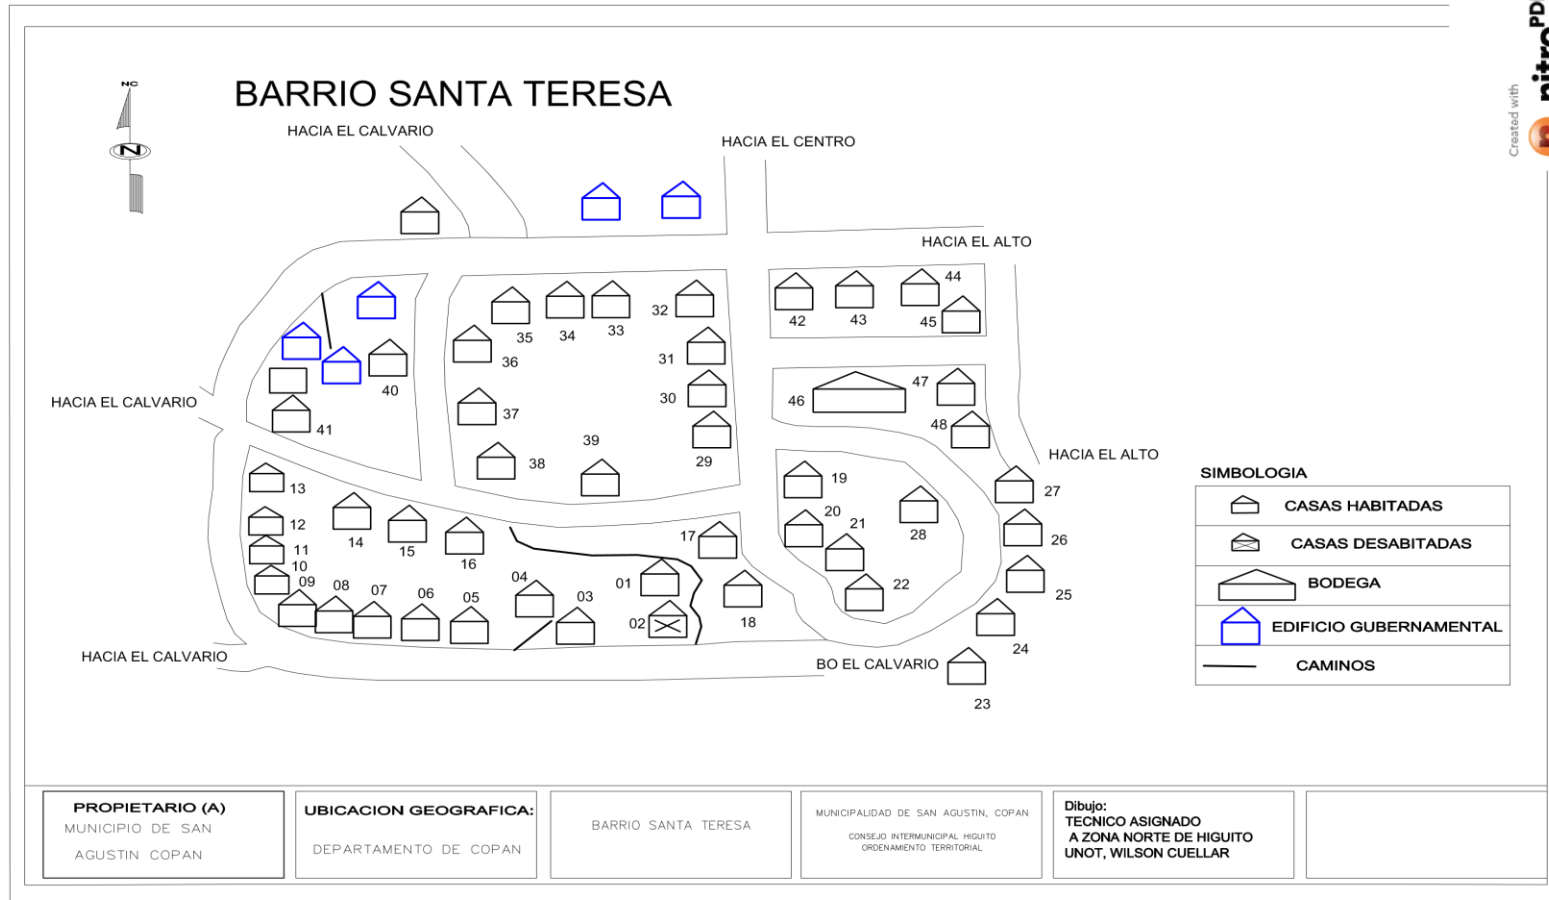 Created with
nitro PD
NC
N
BARRIO SANTA TERESA
HACIA EL CALVARIO
HACIA EL CENTRO
HACIA EL ALTO
44
42
43
45
32
35
34
33
36
31
40
30
47
46
HACIA EL CALVARIO
37
41
48
29
39
38
HACIA EL ALTO
13
19
27
12
20
21
14
15
16
17
28
26
11
10
09
08
07
06
05
04
03
01
02
18
22
25
24
HACIA EL CALVARIO
BO EL CALVARIO
23
SIMBOLOGIA
CASAS HABITADAS
CASAS DESABITADAS
BODEGA
EDIFICIO GUBERNAMENTAL
CAMINOS
PROPIETARIO (A)
MUNICIPIO DE SAN
AGUSTIN COPAN
UBICACION GEOGRAFICA:
DEPARTAMENTO DE COPAN
BARRIO SANTA TERESA
MUNICIPALIDAD DE SAN AGUSTIN, COPAN
CONSEJO INTERMUNICIPAL HIGUITO
ORDENAMIENTO TERRITORIAL
Dibujo:
TECNICO ASIGNADO
A ZONA NORTE DE HIGUITO
UNOT, WILSON CUELLAR